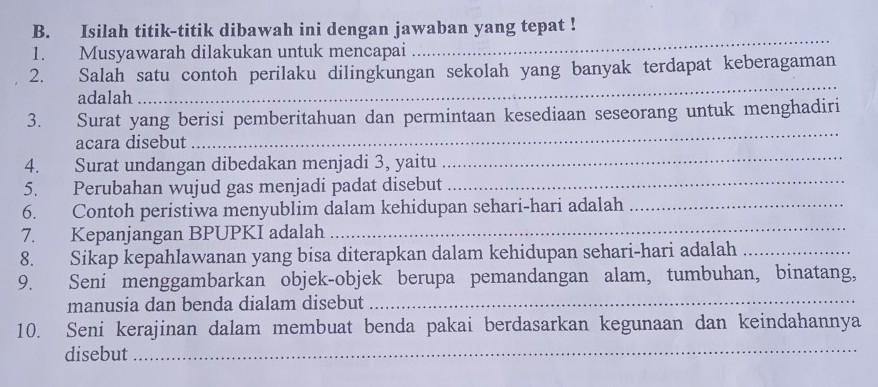 B. Isilah titik-titik dibawah ini dengan jawaban yang tepat !
1. Musyawarah dilakukan untuk mencapai ................................................
2. Salah satu contoh perilaku dilingkungan sekolah yang banyak terdapat keberagaman
adalah ................................................
3. Surat yang berisi pemberitahuan dan permintaan kesediaan seseorang untuk menghadiri
acara disebut ................................................
4. Surat undangan dibedakan menjadi 3, yaitu ................................................
5. Perubahan wujud gas menjadi padat disebut ................................................
6. Contoh peristiwa menyublim dalam kehidupan sehari-hari adalah ................................
7. Kepanjangan BPUPKI adalah ................................................
8. Sikap kepahlawanan yang bisa diterapkan dalam kehidupan sehari-hari adalah ....................
9. Seni menggambarkan objek-objek berupa pemandangan alam, tumbuhan, binatang,
manusia dan benda dialam disebut ................................................
10. Seni kerajinan dalam membuat benda pakai berdasarkan kegunaan dan keindahannya
disebut ................................................